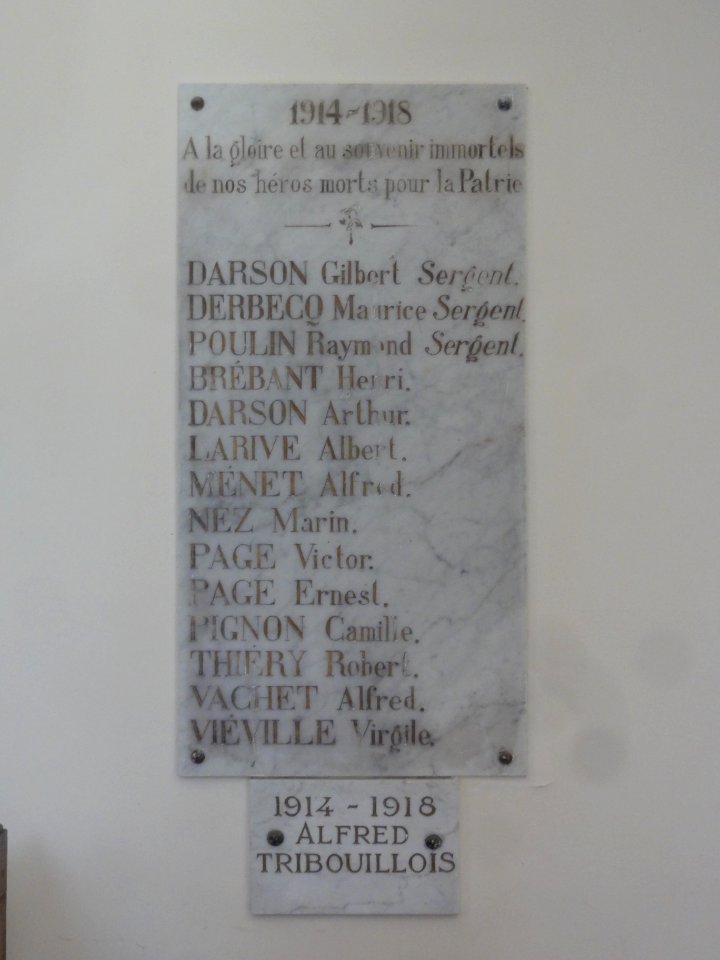 1914-1918
A la gloire et au souvenir immortels
de nos héros morts pour la Patrie
DARSON Gilbert Sergent.
DERBECQ Maurice Sergent.
POULIN Raymond Sergent.
BRÉBANT Henri.
DARSON Arthur.
LARIVE Albert.
MÉNET Alfred.
NEZ Marin.
PAGE Victor.
PAGE Ernest.
PIGNON Camille.
THIÉRY Robert.
VACHET Alfred.
VIÉVILLE Virgile.
1914 - 1918
ALFRED
TRIBOUILLOIS